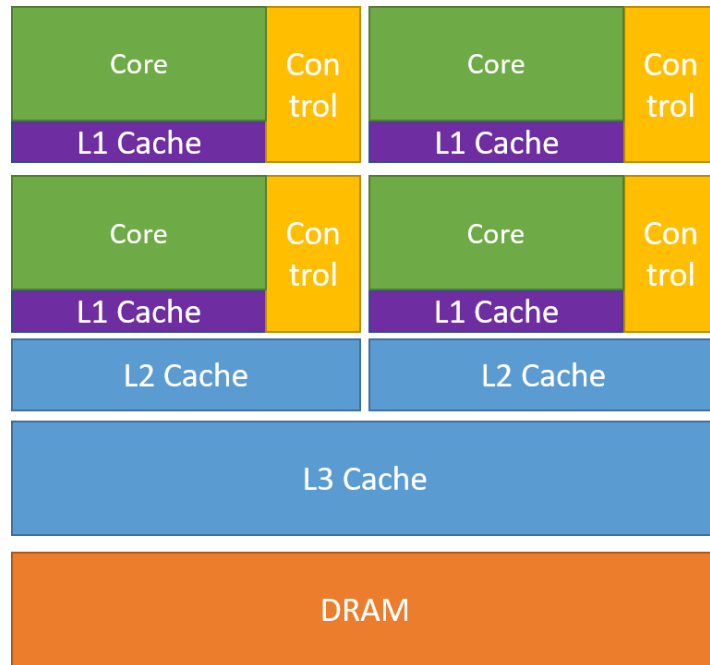 Core
Con
trol
L1 Cache
Core
Con
trol
L1 Cache
Core
Con
trol
L1 Cache
Core
Con
trol
L1 Cache
L2 Cache
L2 Cache
L3 Cache
DRAM